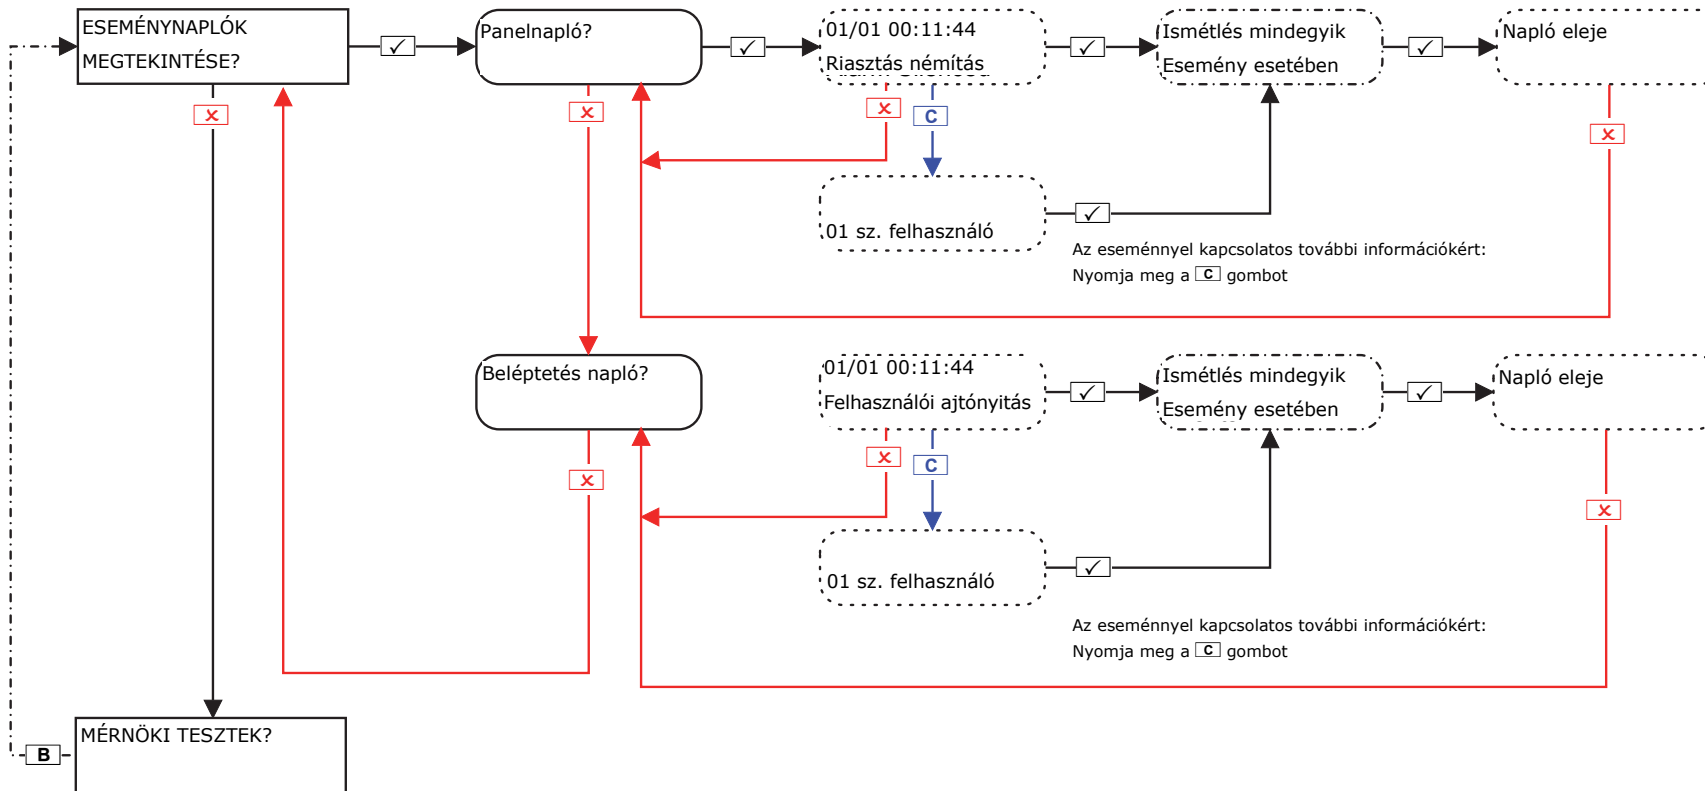 ESEMÉNYNAPLÓK
MEGTEKINTÉSE?
Panelnapló?
01/01 00:11:44
Riasztás némítás
Ismétlés mindegyik
Esemény esetében
Napló eleje
C
01 sz. felhasználó
Az eseménnyel kapcsolatos további információkért:
Nyomja meg a C gombot
Beléptetés napló?
01/01 00:11:44
Felhasználói ajtónyitás
Ismétlés mindegyik
Esemény esetében
Napló eleje
C
01 sz. felhasználó
Az eseménnyel kapcsolatos további információkért:
Nyomja meg a C gombot
MÉRNÖKI TESZTEK?
B